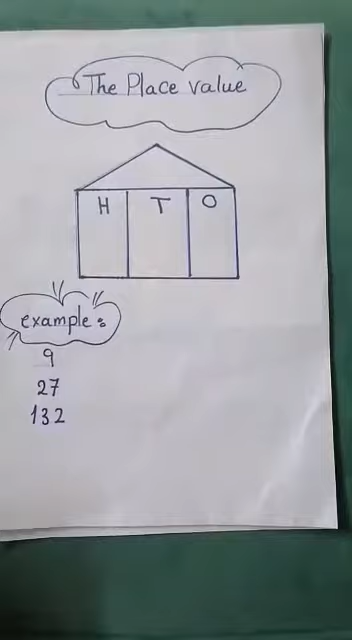 The Place value
H T O
example:
9
27
132